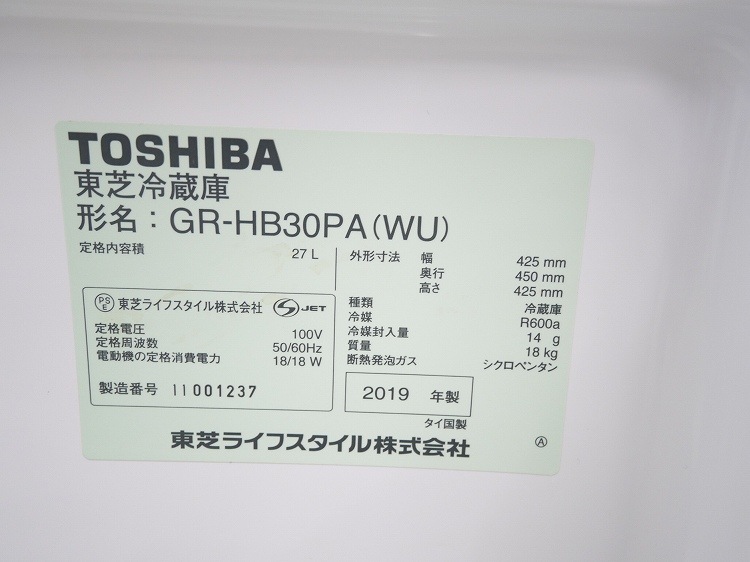 TOSHIBA
東芝冷蔵庫
形名：GR-HB30PA(WU)
定格内容積 27 L
外形寸法 幅 425 mm
奥行 450 mm
高さ 425 mm
種類 冷蔵庫
冷媒 R600a
冷媒封入量 14 g
質量 18 kg
断熱発泡ガス シクロペンタン
PS E 東芝ライフスタイル株式会社 S JET
定格電圧 100V
定格周波数 50/60Hz
電動機の定格消費電力 18/18 W
製造番号 11001237
2019 年製
タイ国製
東芝ライフスタイル株式会社
Ⓐ